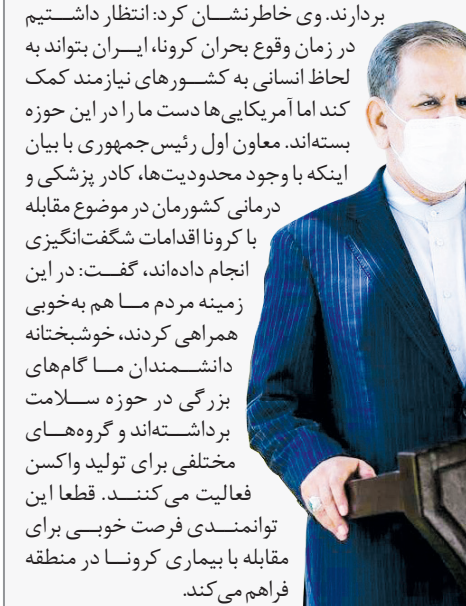 بردارند. وی خاطرنشان کرد: انتظار داشتیم
در زمان وقوع بحران کرونا، ایران بتواند به
لحاظ انسانی به کشورهای نیازمند کمک
کند اما آمریکایی‌ها دست ما را در این حوزه
بسته‌اند. معاون اول رئیس‌جمهوری با بیان
اینکه با وجود محدودیت‌ها، کادر پزشکی و
درمانی کشورمان در موضوع مقابله
با کرونا اقدامات شگفت‌انگیزی
انجام داده‌اند، گفت: در این
زمینه مردم ما هم به‌خوبی
همراهی کردند، خوشبختانه
دانشمندان ما گام‌های
بزرگی در حوزه سلامت
برداشته‌اند و گروه‌های
مختلفی برای تولید واکسن
فعالیت می‌کنند. قطعا این
توانمندی فرصت خوبی برای
مقابله با بیماری کرونا در منطقه
فراهم می‌کند.